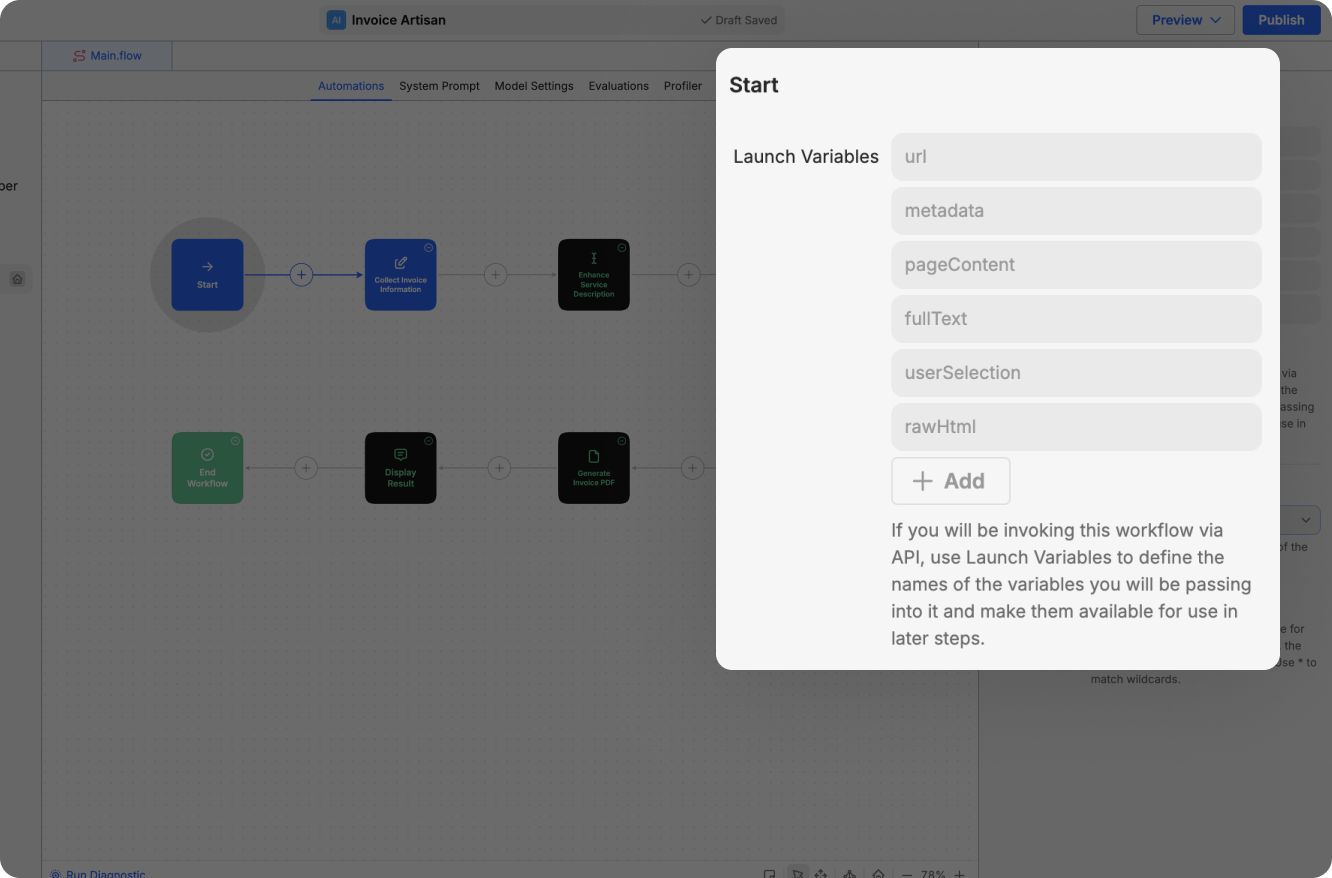 AI Invoice Artisan
Draft Saved
Preview
Publish
Main.flow
Automations System Prompt Model Settings Evaluations Profiler
Start
Launch Variables
url
metadata
pageContent
fullText
userSelection
rawHtml
Add
If you will be invoking this workflow via
API, use Launch Variables to define the
names of the variables you will be passing
into it and make them available for use in
later steps.
per
Start
Collect Invoice
Information
Enhance
Service
Description
End
Workflow
Display
Result
Generate
Invoice PDF
via
the
assing
se in
of the
e for
the
Use * to
match wildcards.
Run Diagnostic
78%